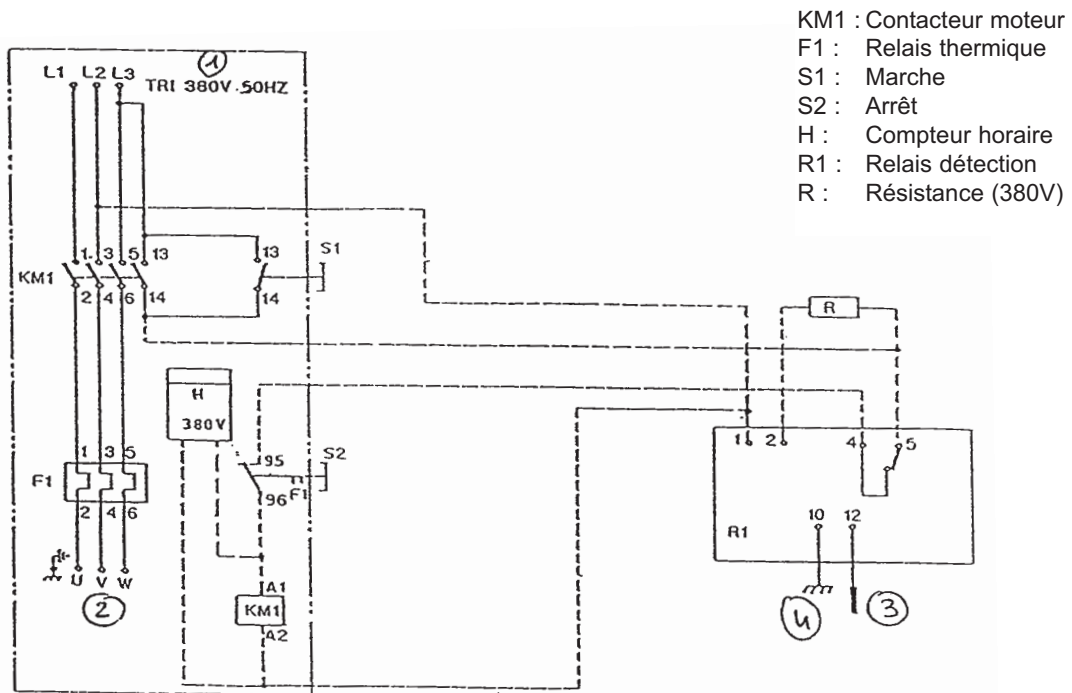 KM1 : Contacteur moteur
F1 : Relais thermique
S1 : Marche
S2 : Arrêt
H : Compteur horaire
R1 : Relais détection
R : Résistance (380V)
1
L1 L2 L3
TRI 380V.50HZ
1 3 5 13 13 S1
KM1
2 4 6 14 14
R
H
380V
1 2 4 5
1 3 5 95 S2
F1
96 F1
2 4 6
10 12
R1
U V W
2
A1
KM1
A2
4 3